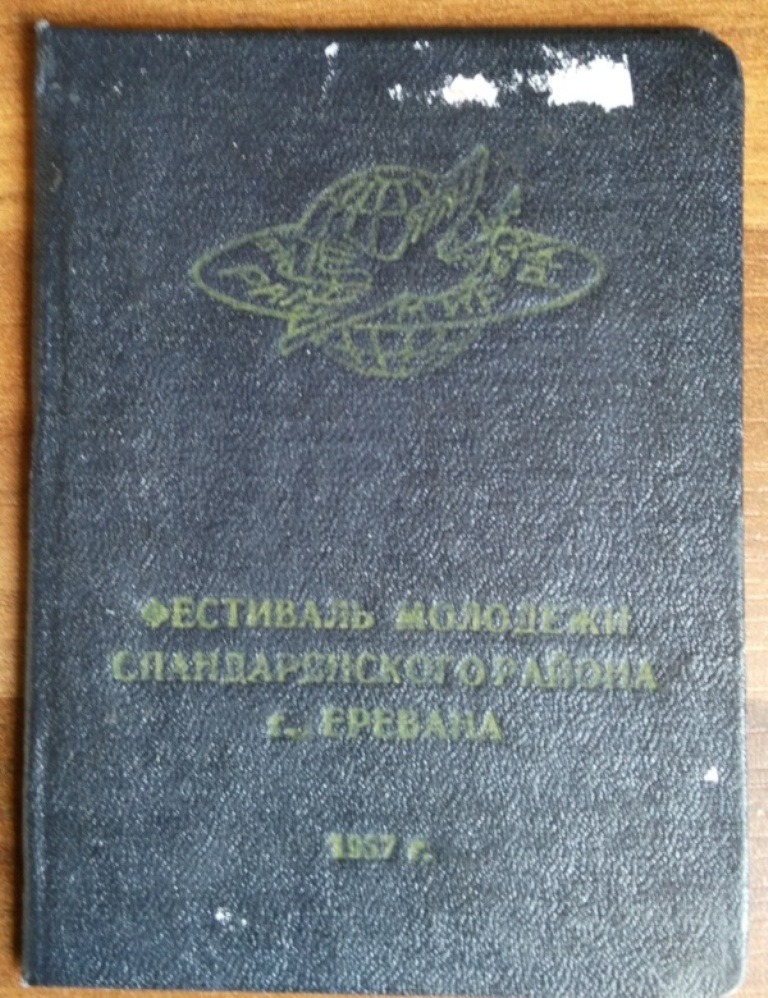 ФЕСТИВАЛЬ МОЛОДЕЖИ
СПАНДАРЯНСКОГО РАЙОНА
г. ЕРЕВАНА
1957 г.